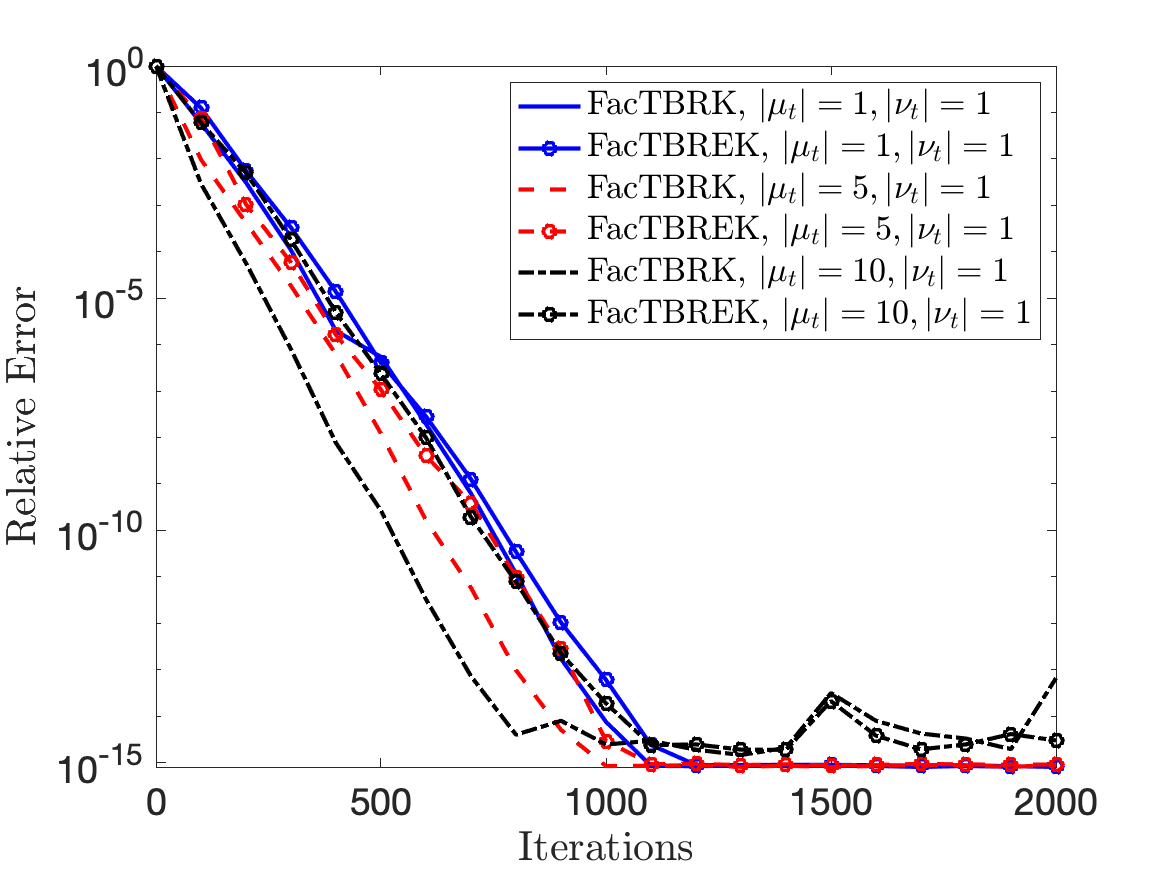 10^0
10^-5
10^-10
10^-15
Relative Error
FacTBRK, |μ_t| = 1, |ν_t| = 1
FacTBREK, |μ_t| = 1, |ν_t| = 1
FacTBRK, |μ_t| = 5, |ν_t| = 1
FacTBREK, |μ_t| = 5, |ν_t| = 1
FacTBRK, |μ_t| = 10, |ν_t| = 1
FacTBREK, |μ_t| = 10, |ν_t| = 1
0 500 1000 1500 2000
Iterations